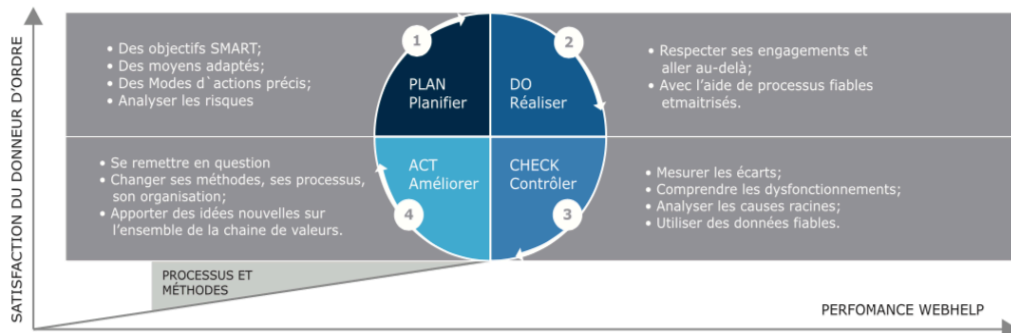 SATISFACTION DU DONNEUR D'ORDRE
• Des objectifs SMART;
• Des moyens adaptés;
• Des Modes d`actions précis;
• Analyser les risques
1
PLAN
Planifier
2
DO
Réaliser
• Respecter ses engagements et
aller au-delà;
• Avec l'aide de processus fiables
etmaitrisés.
• Se remettre en question
• Changer ses méthodes, ses processus,
son organisation;
• Apporter des idées nouvelles sur
l'ensemble de la chaine de valeurs.
ACT
Améliorer
4
CHECK
Contrôler
3
• Mesurer les écarts;
• Comprendre les dysfonctionnements;
• Analyser les causes racines;
• Utiliser des données fiables.
PROCESSUS ET
MÉTHODES
PERFOMANCE WEBHELP